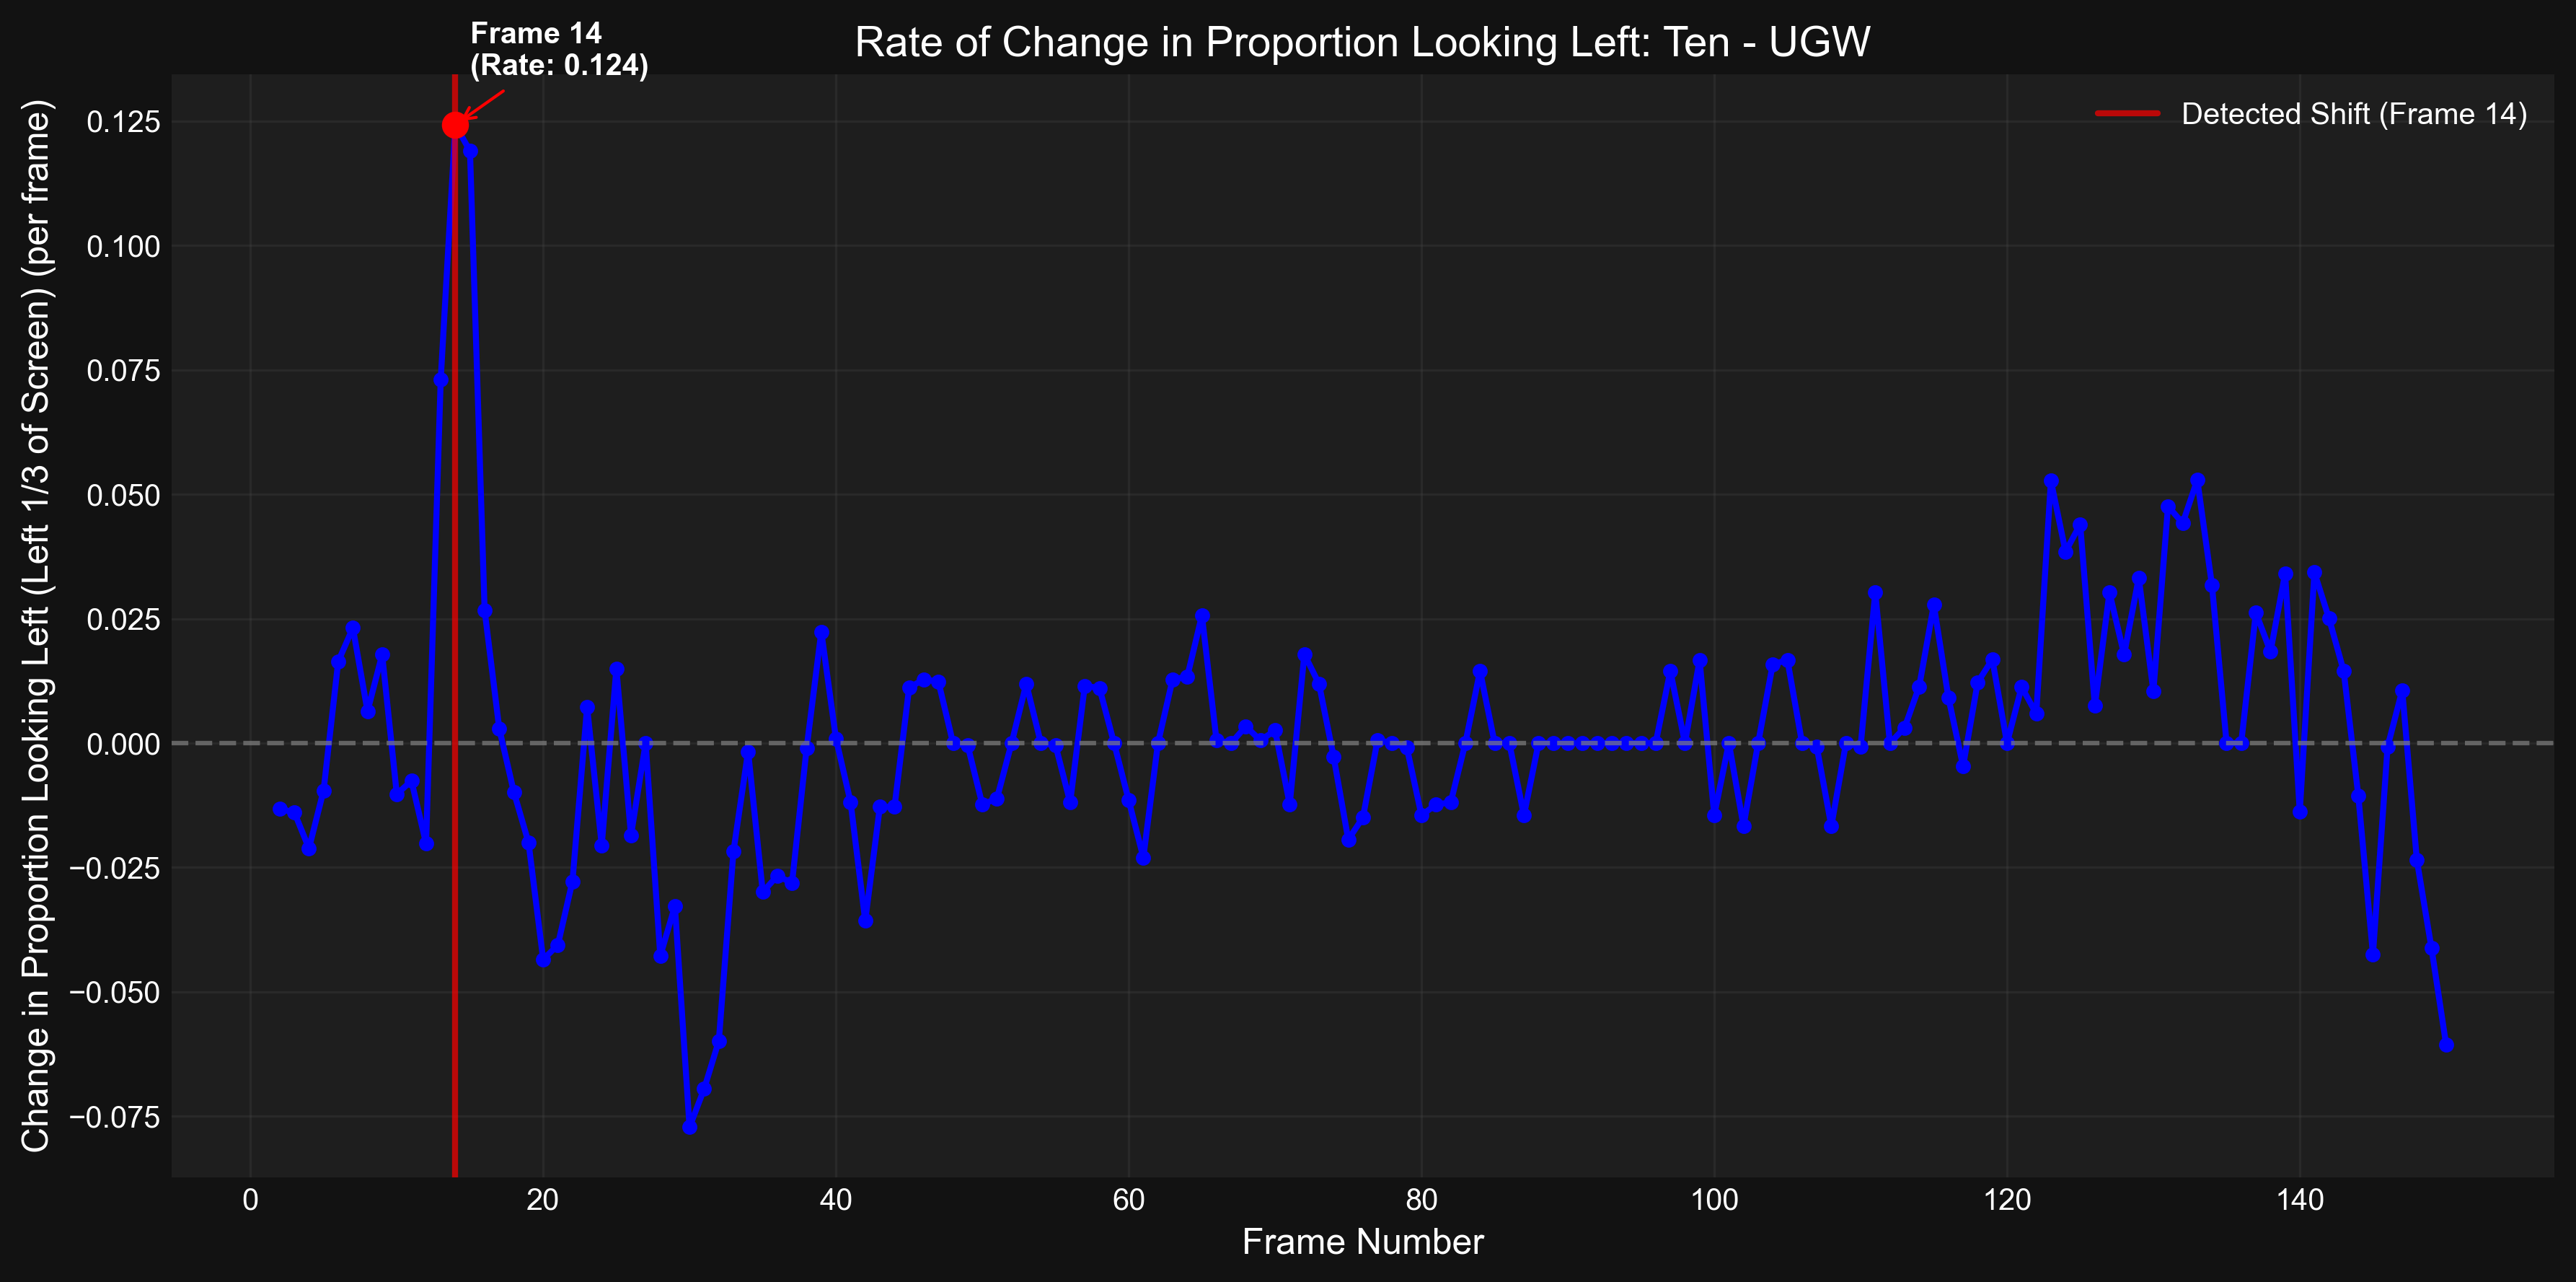 Frame 14
(Rate: 0.124)
Rate of Change in Proportion Looking Left: Ten - UGW
Detected Shift (Frame 14)
Change in Proportion Looking Left (Left 1/3 of Screen) (per frame)
0.125
0.100
0.075
0.050
0.025
0.000
−0.025
−0.050
−0.075
0 20 40 60 80 100 120 140
Frame Number